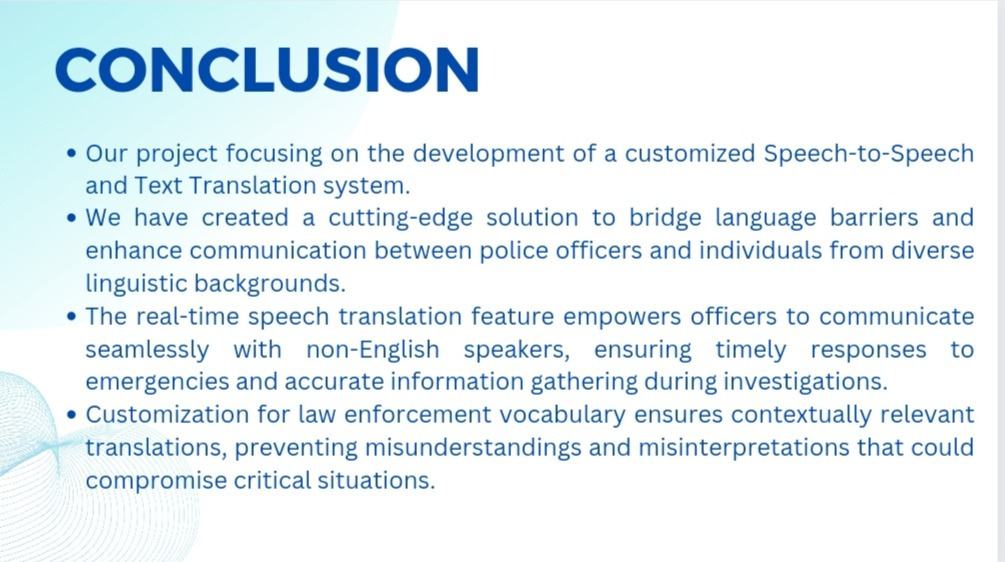 CONCLUSION
• Our project focusing on the development of a customized Speech-to-Speech
and Text Translation system.
• We have created a cutting-edge solution to bridge language barriers and
enhance communication between police officers and individuals from diverse
linguistic backgrounds.
• The real-time speech translation feature empowers officers to communicate
seamlessly with non-English speakers, ensuring timely responses to
emergencies and accurate information gathering during investigations.
• Customization for law enforcement vocabulary ensures contextually relevant
translations, preventing misunderstandings and misinterpretations that could
compromise critical situations.